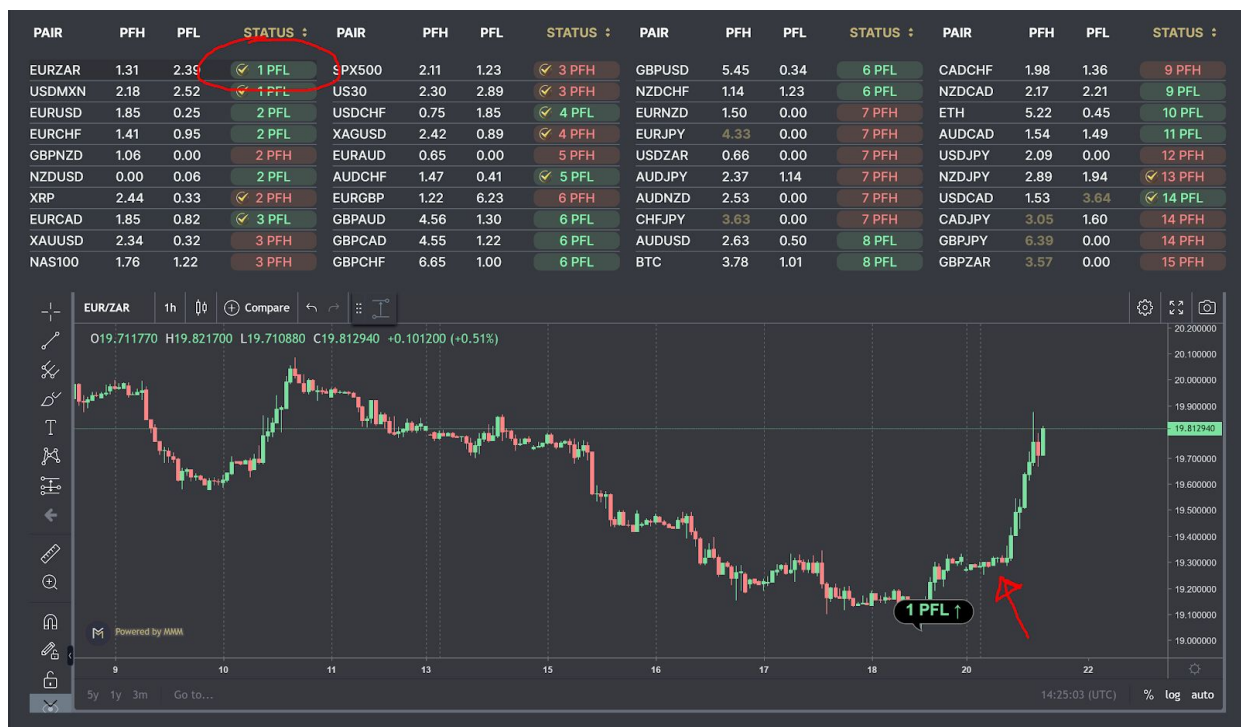 PAIR PFH PFL STATUS PAIR PFH PFL STATUS PAIR PFH PFL STATUS PAIR PFH PFL STATUS
EURZAR 1.31 2.39 1 PFL SPX500 2.11 1.23 3 PFH GBPUSD 5.45 0.34 6 PFL CADCHF 1.98 1.36 9 PFH
USDMXN 2.18 2.52 1 PFL US30 2.30 2.89 3 PFH NZDCHF 1.14 1.23 6 PFL NZDCAD 2.17 2.21 9 PFL
EURUSD 1.85 0.25 2 PFL USDCHF 0.75 1.85 4 PFL EURNZD 1.50 0.00 7 PFH ETH 5.22 0.45 10 PFL
EURCHF 1.41 0.95 2 PFL XAGUSD 2.42 0.89 4 PFH EURJPY 4.33 0.00 7 PFH AUDCAD 1.54 1.49 11 PFL
GBPNZD 1.06 0.00 2 PFH EURAUD 0.65 0.00 5 PFH USDZAR 0.66 0.00 7 PFH USDJPY 2.09 0.00 12 PFH
NZDUSD 0.00 0.06 2 PFL AUDCHF 1.47 0.41 5 PFL AUDJPY 2.37 1.14 7 PFH NZDJPY 2.89 1.94 13 PFH
XRP 2.44 0.33 2 PFH EURGBP 1.22 6.23 6 PFH AUDNZD 2.53 0.00 7 PFH USDCAD 1.53 3.64 14 PFL
EURCAD 1.85 0.82 3 PFL GBPAUD 4.56 1.30 6 PFL CHFJPY 3.63 0.00 7 PFH CADJPY 3.05 1.60 14 PFH
XAUUSD 2.34 0.32 3 PFH GBPCAD 4.55 1.22 6 PFL AUDUSD 2.63 0.50 8 PFL GBPJPY 6.39 0.00 14 PFH
NAS100 1.76 1.22 3 PFH GBPCHF 6.65 1.00 6 PFL BTC 3.78 1.01 8 PFL GBPZAR 3.57 0.00 15 PFH
EUR/ZAR 1h Compare
O19.711770 H19.821700 L19.710880 C19.812940 +0.101200 (+0.51%)
20.200000
20.100000
20.000000
19.900000
19.812940
19.700000
19.600000
19.500000
19.400000
19.300000
19.200000
19.100000
19.000000
1 PFL ↑
Powered by MMM
9 10 11 13 15 16 17 18 20 22
5y 1y 3m Go to... 14:25:03 (UTC) % log auto